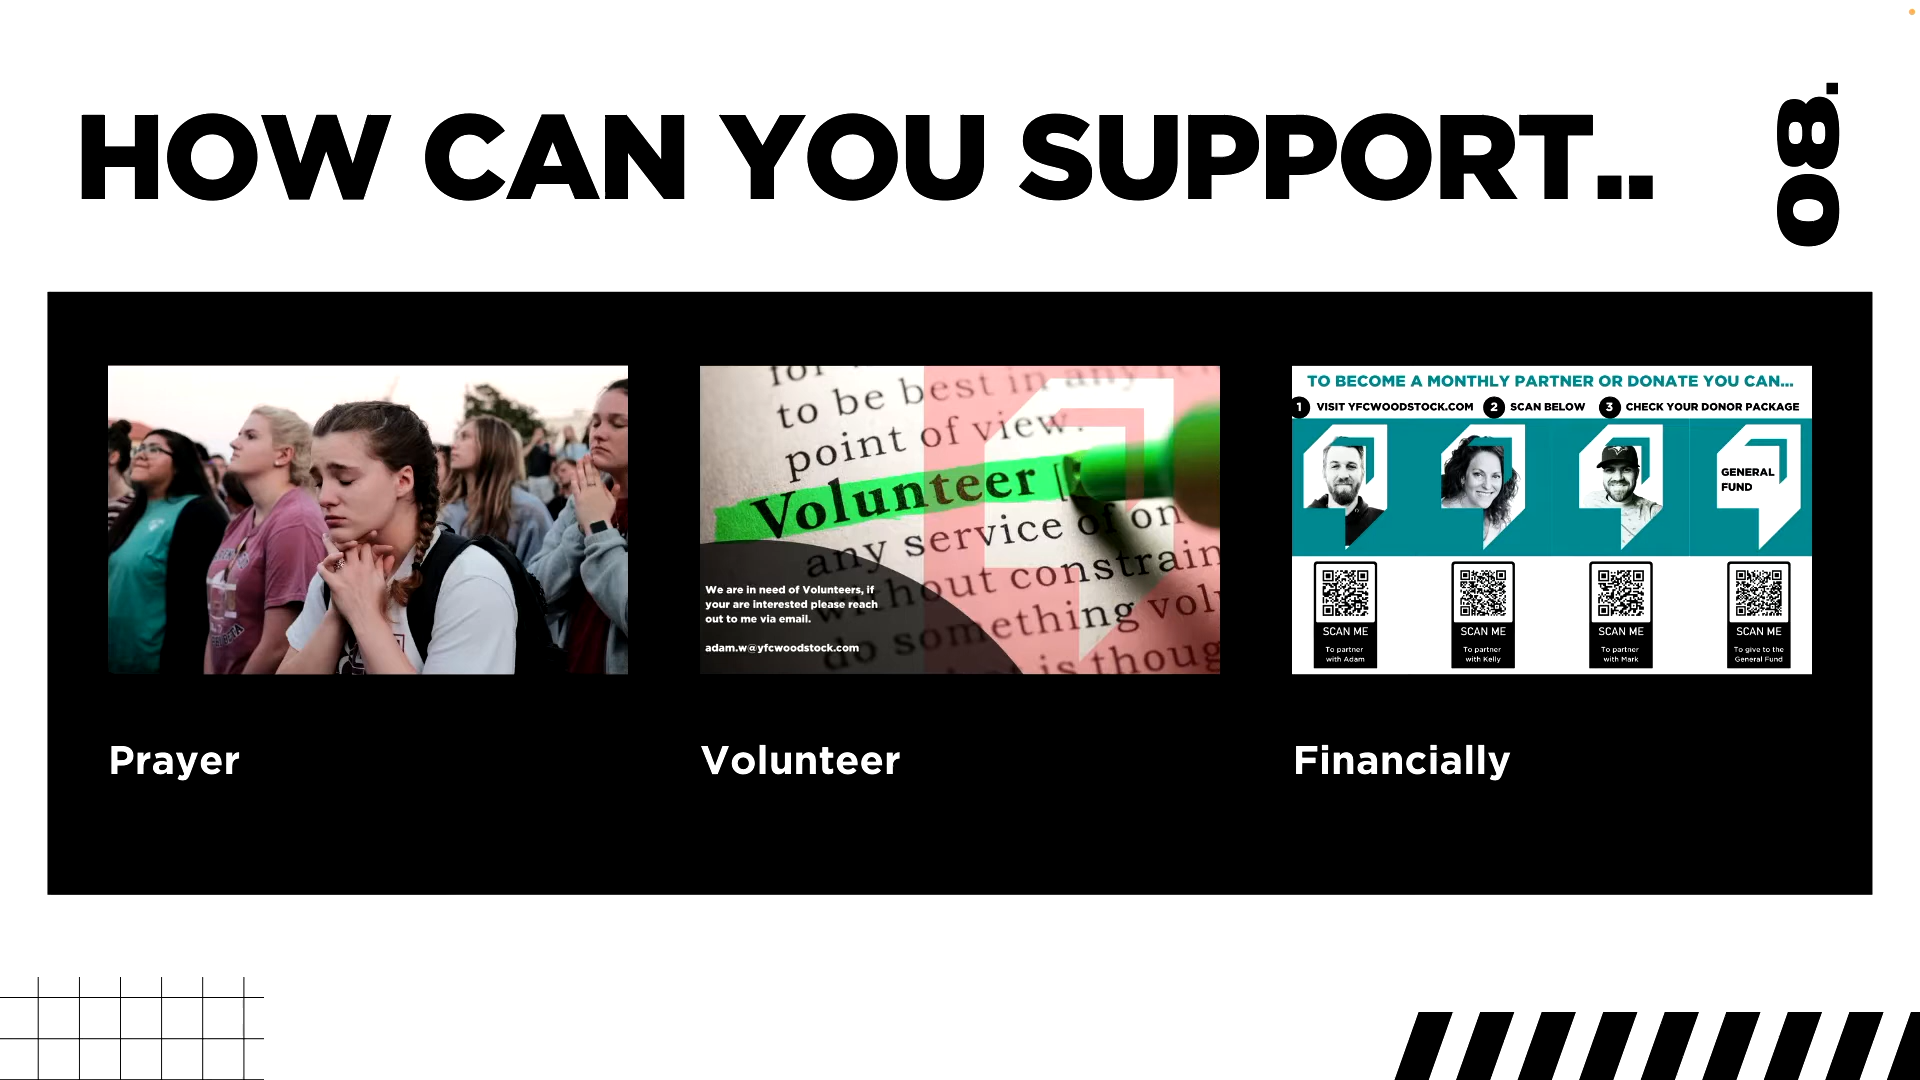 HOW CAN YOU SUPPORT..
08.
for
to be best in any
point of view.
Volunteer [
any service of on
without constrain
do something vol
is thoug
We are in need of Volunteers, if
your are interested please reach
out to me via email.
adam.w@yfcwoodstock.com
TO BECOME A MONTHLY PARTNER OR DONATE YOU CAN...
1 VISIT YFCWOODSTOCK.COM 2 SCAN BELOW 3 CHECK YOUR DONOR PACKAGE
GENERAL
FUND
SCAN ME
To partner
with Adam
SCAN ME
To partner
with Kelly
SCAN ME
To partner
with Mark
SCAN ME
To give to the
General Fund
Prayer
Volunteer
Financially